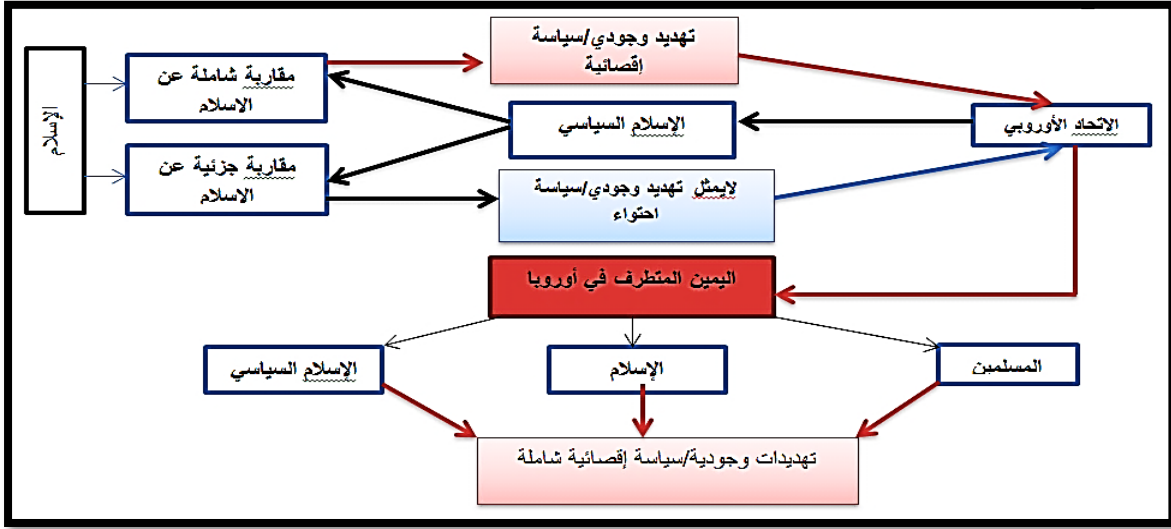 تهديد وجودي/سياسة
إقصائية
الإسلام
مقاربة شاملة عن
الاسلام
الإسلام السياسي
الاتحاد الأوروبي
مقاربة جزئية عن
الاسلام
لايمثل تهديد وجودي/سياسة
احتواء
اليمين المتطرف في أوروبا
المسلمين
الإسلام
الإسلام السياسي
تهديدات وجودية/سياسة إقصائية شاملة